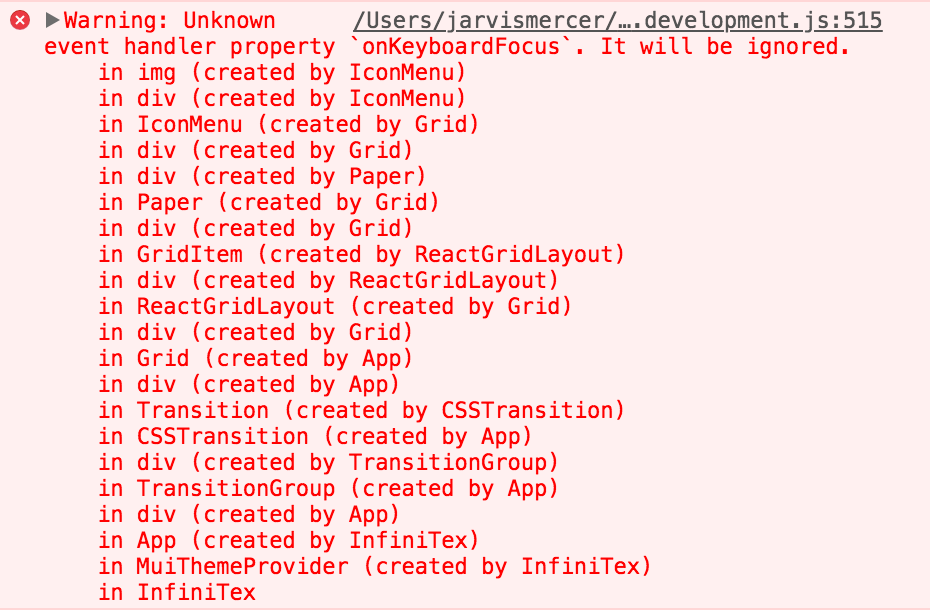 Warning: Unknown /Users/jarvismercer/….development.js:515
event handler property `onKeyboardFocus`. It will be ignored.
in img (created by IconMenu)
in div (created by IconMenu)
in IconMenu (created by Grid)
in div (created by Grid)
in div (created by Paper)
in Paper (created by Grid)
in div (created by Grid)
in GridItem (created by ReactGridLayout)
in div (created by ReactGridLayout)
in ReactGridLayout (created by Grid)
in div (created by Grid)
in Grid (created by App)
in div (created by App)
in Transition (created by CSSTransition)
in CSSTransition (created by App)
in div (created by TransitionGroup)
in TransitionGroup (created by App)
in div (created by App)
in App (created by InfiniTex)
in MuiThemeProvider (created by InfiniTex)
in InfiniTex